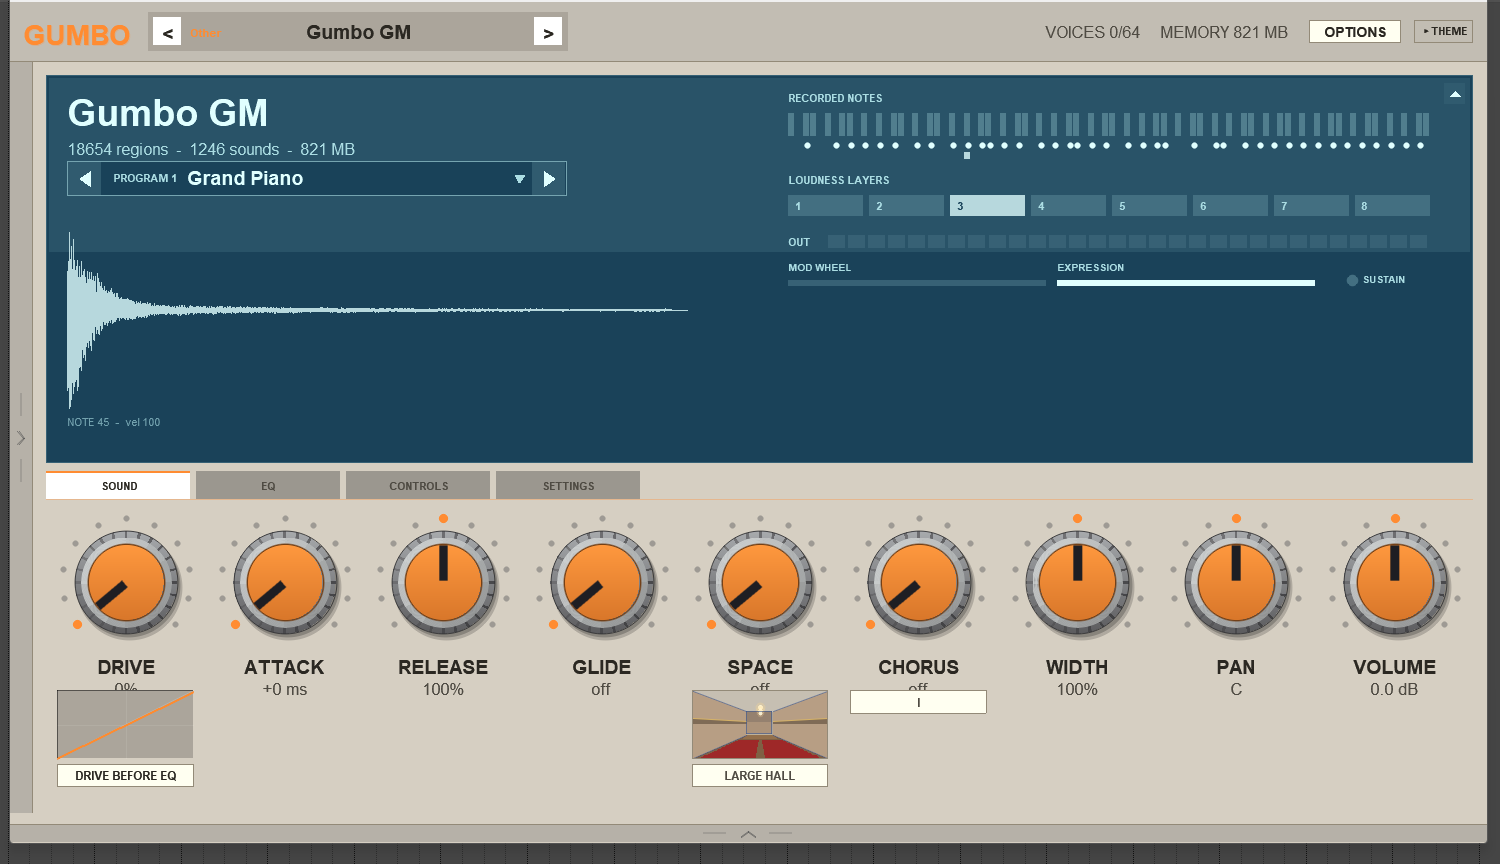 GUMBO
<
Gumbo GM
>
VOICES 0/64
MEMORY 821 MB
OPTIONS
THEME
Gumbo GM
18654 regions - 1246 sounds - 821 MB
PROGRAM 1 Grand Piano
RECORDED NOTES
LOUDNESS LAYERS
1 2 3 4 5 6 7 8
OUT
MOD WHEEL
EXPRESSION
SUSTAIN
NOTE 45 - vel 100
SOUND
EQ
CONTROLS
SETTINGS
DRIVE
ATTACK
RELEASE
GLIDE
SPACE
CHORUS
WIDTH
PAN
VOLUME
0%
+0 ms
100%
off
off
off
100%
C
0.0 dB
I
DRIVE BEFORE EQ
LARGE HALL